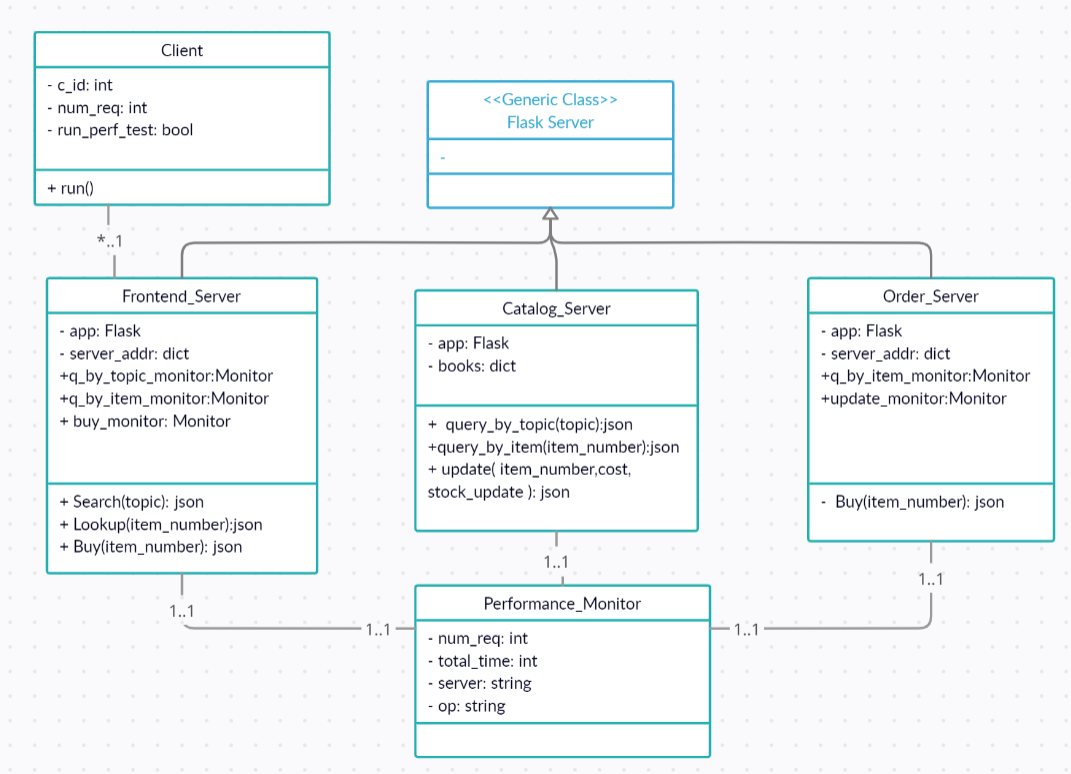 Client
- c_id: int
- num_req: int
- run_perf_test: bool
+ run()
<<Generic Class>>
Flask Server
-
*..1
Frontend_Server
- app: Flask
- server_addr: dict
+q_by_topic_monitor:Monitor
+q_by_item_monitor:Monitor
+ buy_monitor: Monitor
+ Search(topic): json
+ Lookup(item_number):json
+ Buy(item_number): json
Catalog_Server
- app: Flask
- books: dict
+ query_by_topic(topic):json
+query_by_item(item_number):json
+ update( item_number,cost,
stock_update ): json
Order_Server
- app: Flask
- server_addr: dict
+q_by_item_monitor:Monitor
+update_monitor:Monitor
- Buy(item_number): json
1..1
1..1
1..1
1..1
1..1
Performance_Monitor
- num_req: int
- total_time: int
- server: string
- op: string